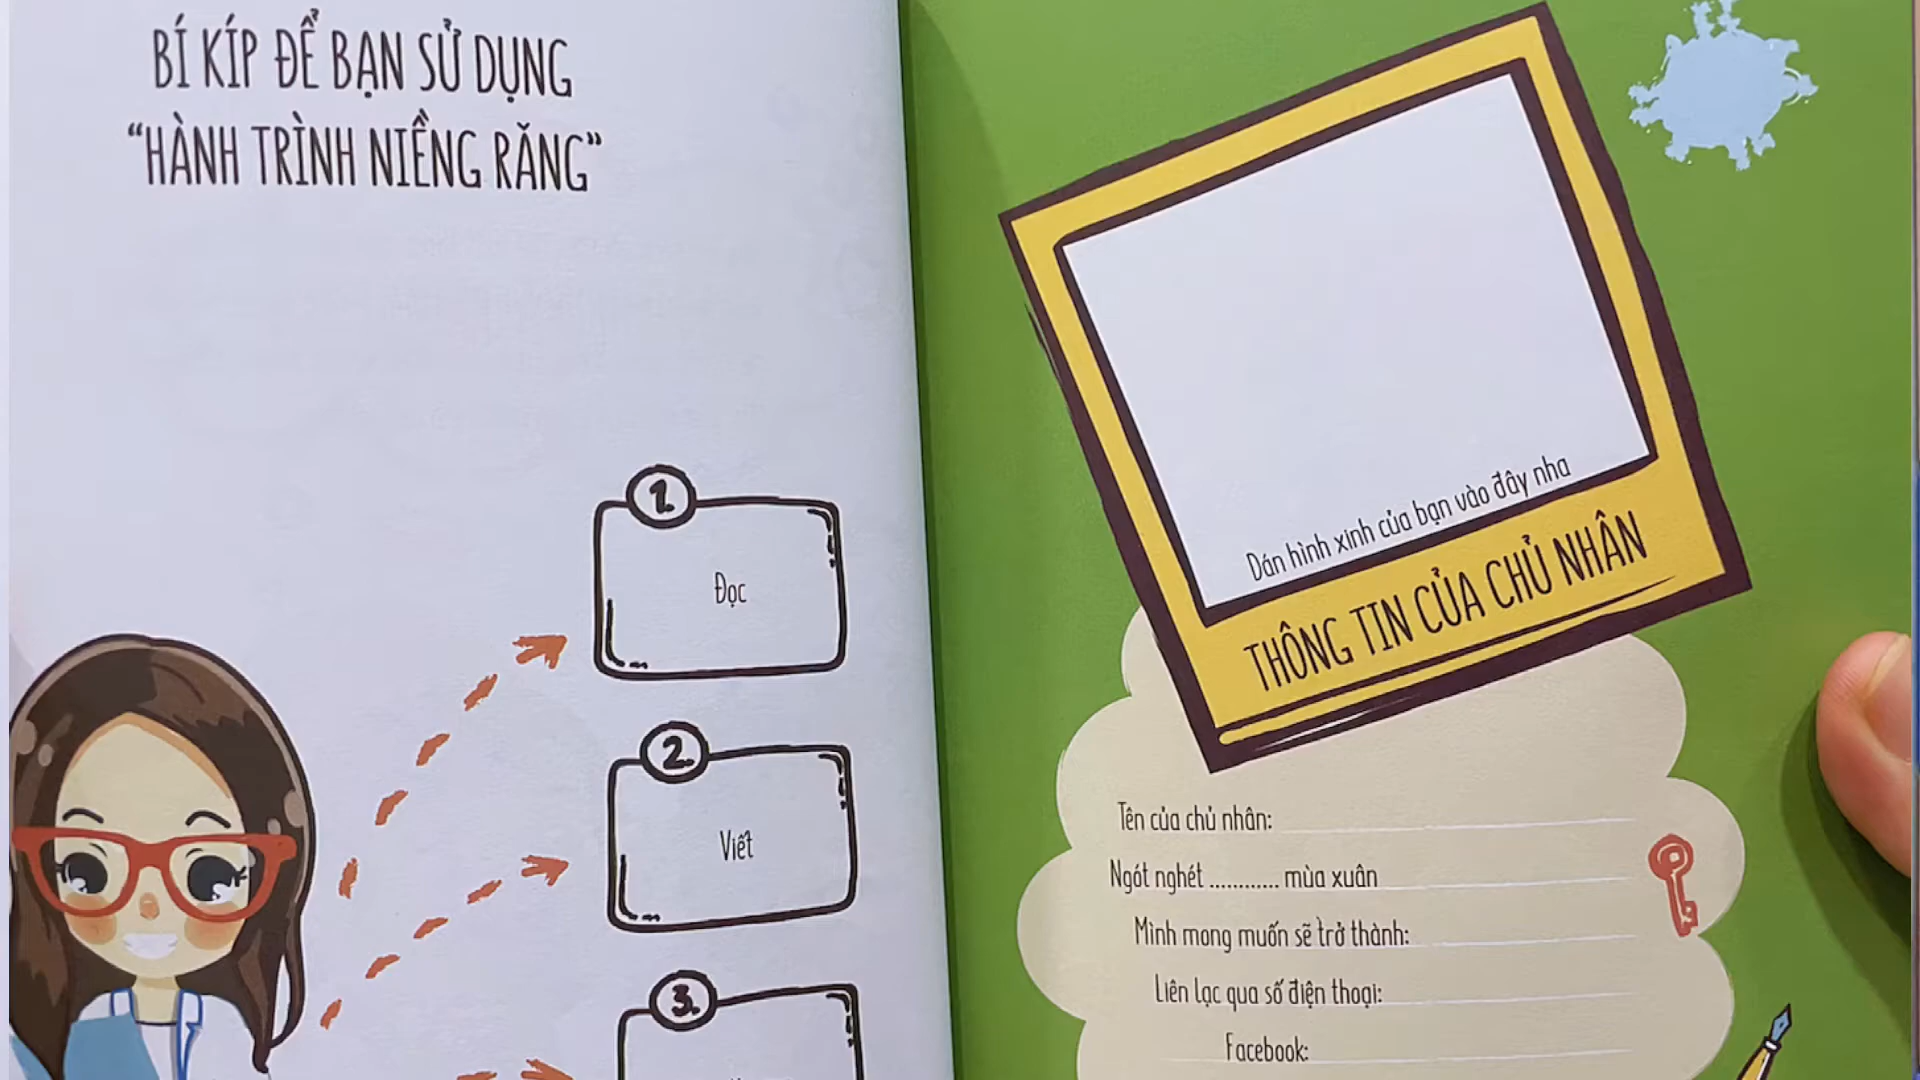 BÍ KÍP ĐỂ BẠN SỬ DỤNG
“HÀNH TRÌNH NIỀNG RĂNG”
1.
Đọc
2.
Viết
3.
Dán hình xinh của bạn vào đây nha
THÔNG TIN CỦA CHỦ NHÂN
Tên của chủ nhân:
Ngót nghét ............ mùa xuân
Mình mong muốn sẽ trở thành:
Liên lạc qua số điện thoại:
Facebook: